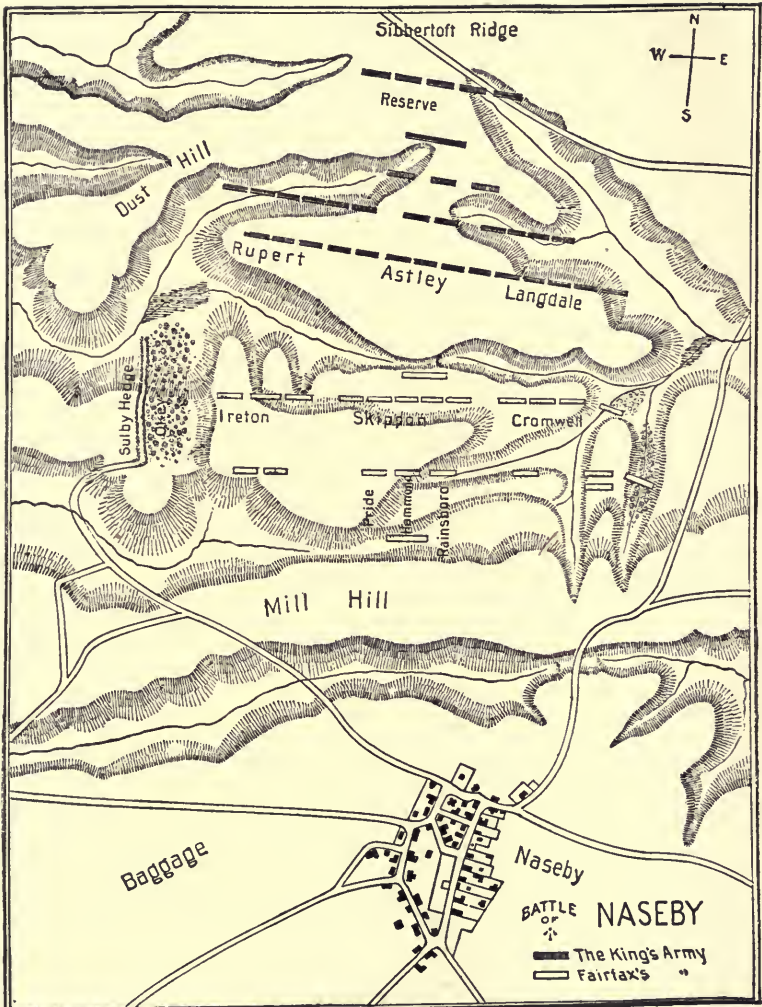 Sibbertoft Ridge
N
W E
S
Reserve
Dust Hill
Rupert
Astley
Langdale
Sulby Hedge
Okey
Ireton
Skippon
Cromwell
Pride
Hammond
Rainsboro
Mill Hill
Baggage
Naseby
BATTLE
OF
NASEBY
The King's Army
Fairfax's "